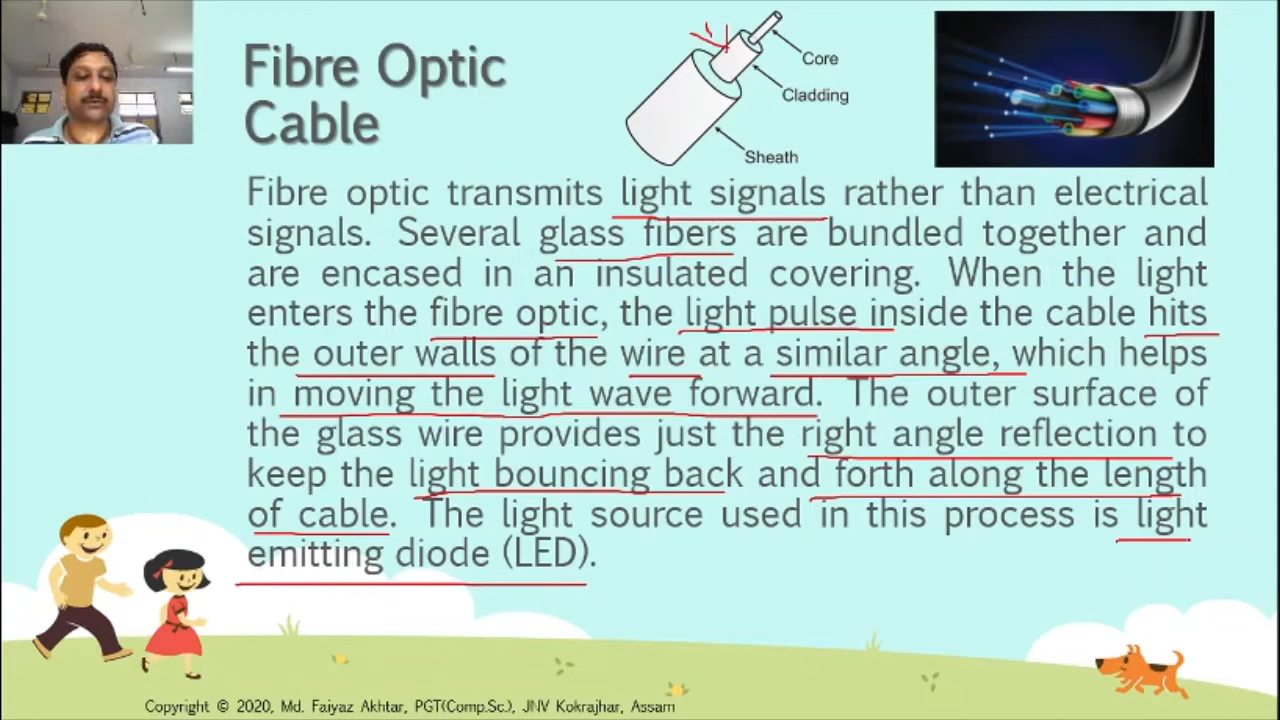 Fibre Optic
Cable
Core
Cladding
Sheath
Fibre optic transmits light signals rather than electrical
signals. Several glass fibers are bundled together and
are encased in an insulated covering. When the light
enters the fibre optic, the light pulse inside the cable hits
the outer walls of the wire at a similar angle, which helps
in moving the light wave forward. The outer surface of
the glass wire provides just the right angle reflection to
keep the light bouncing back and forth along the length
of cable. The light source used in this process is light
emitting diode (LED).
Copyright © 2020, Md. Faiyaz Akhtar, PGT(Comp.Sc.), JNV Kokrajhar, Assam